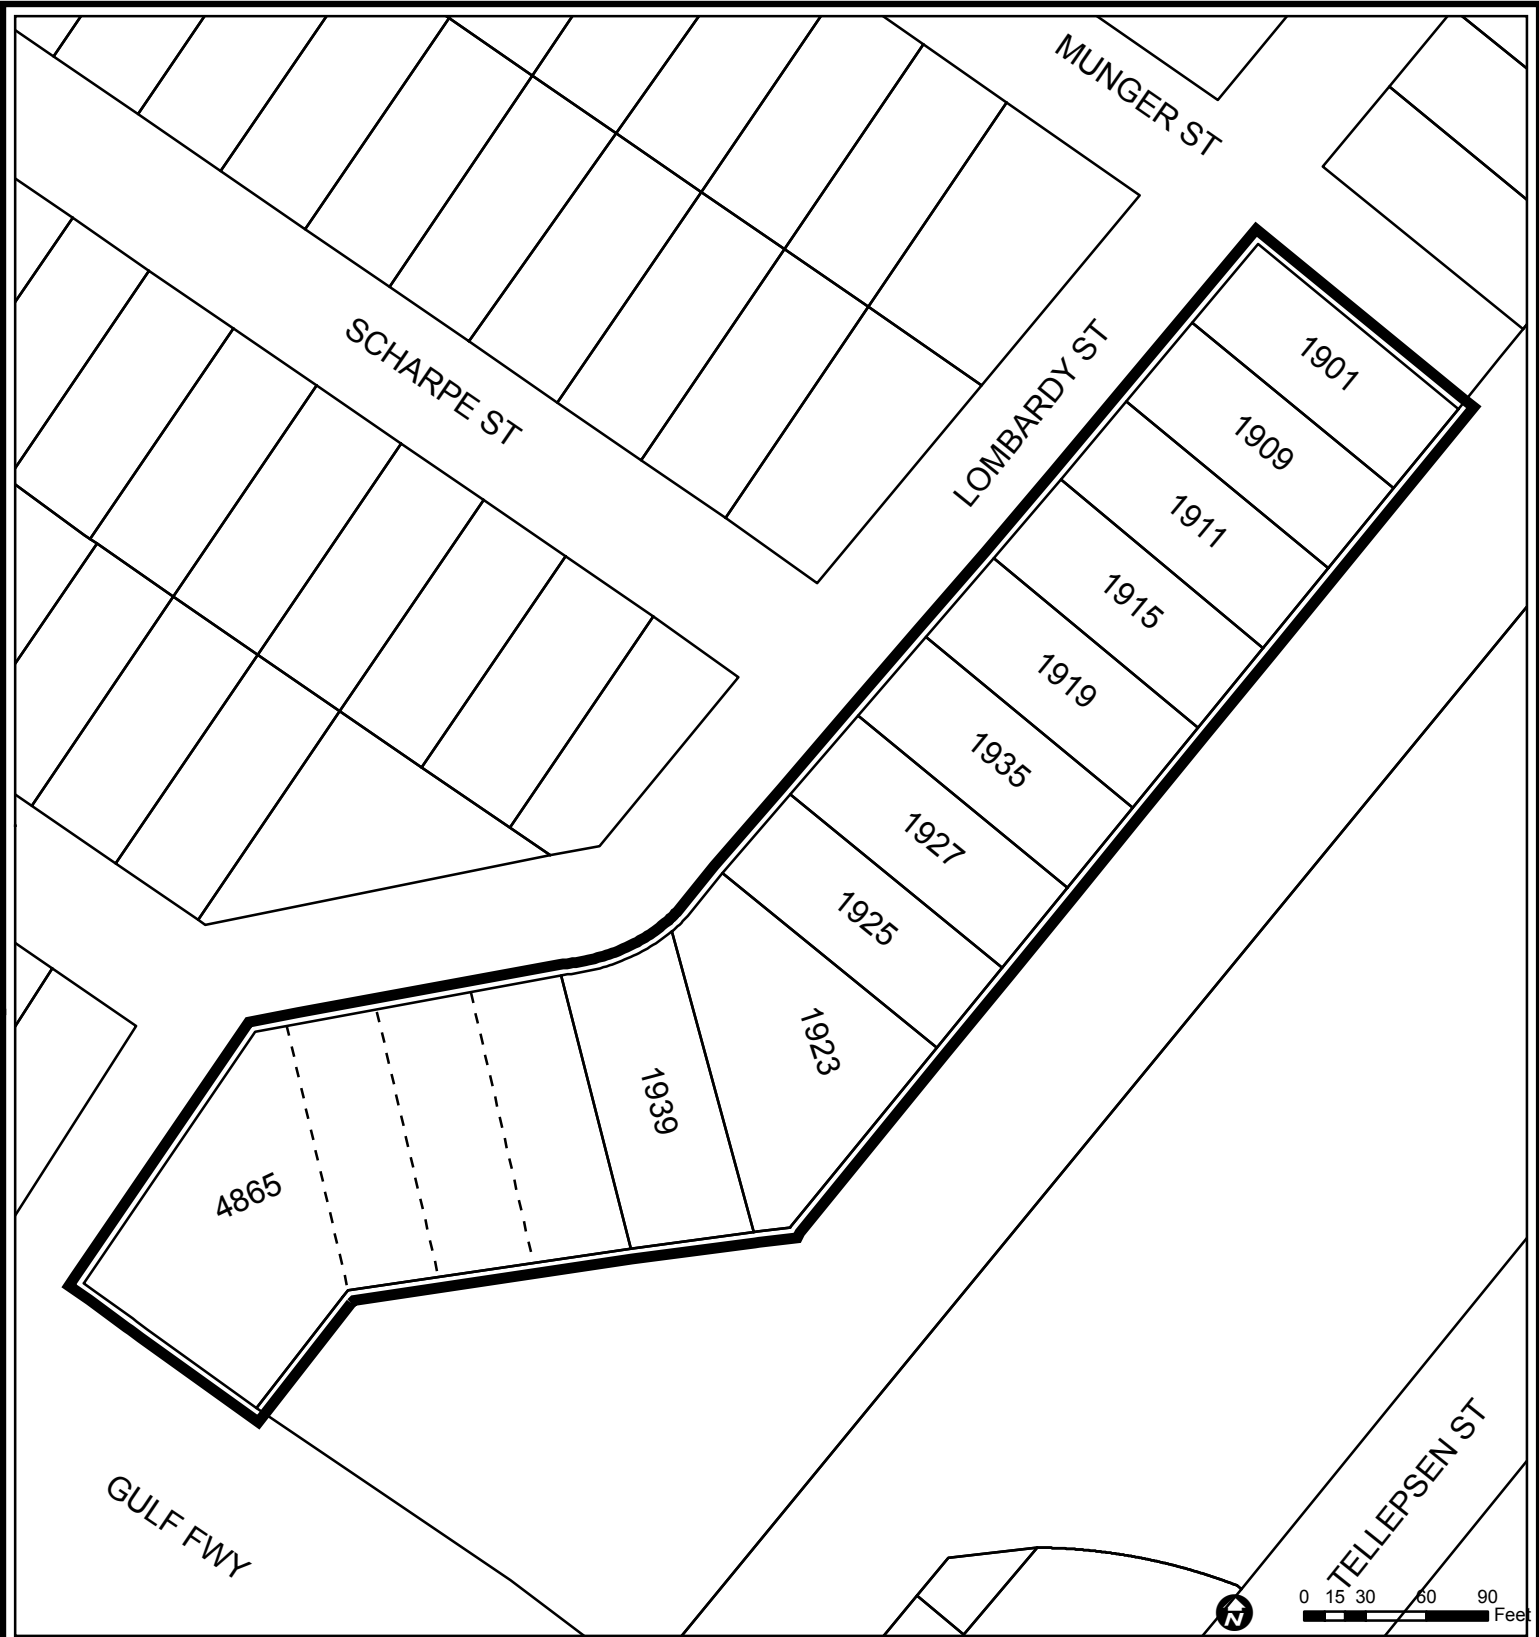 MUNGER ST
SCHARPE ST
LOMBARDY ST
1901
1909
1911
1915
1919
1935
1927
1925
1923
1939
4865
GULF FWY
TELLEPSEN ST
N
0 15 30 60 90
Feet